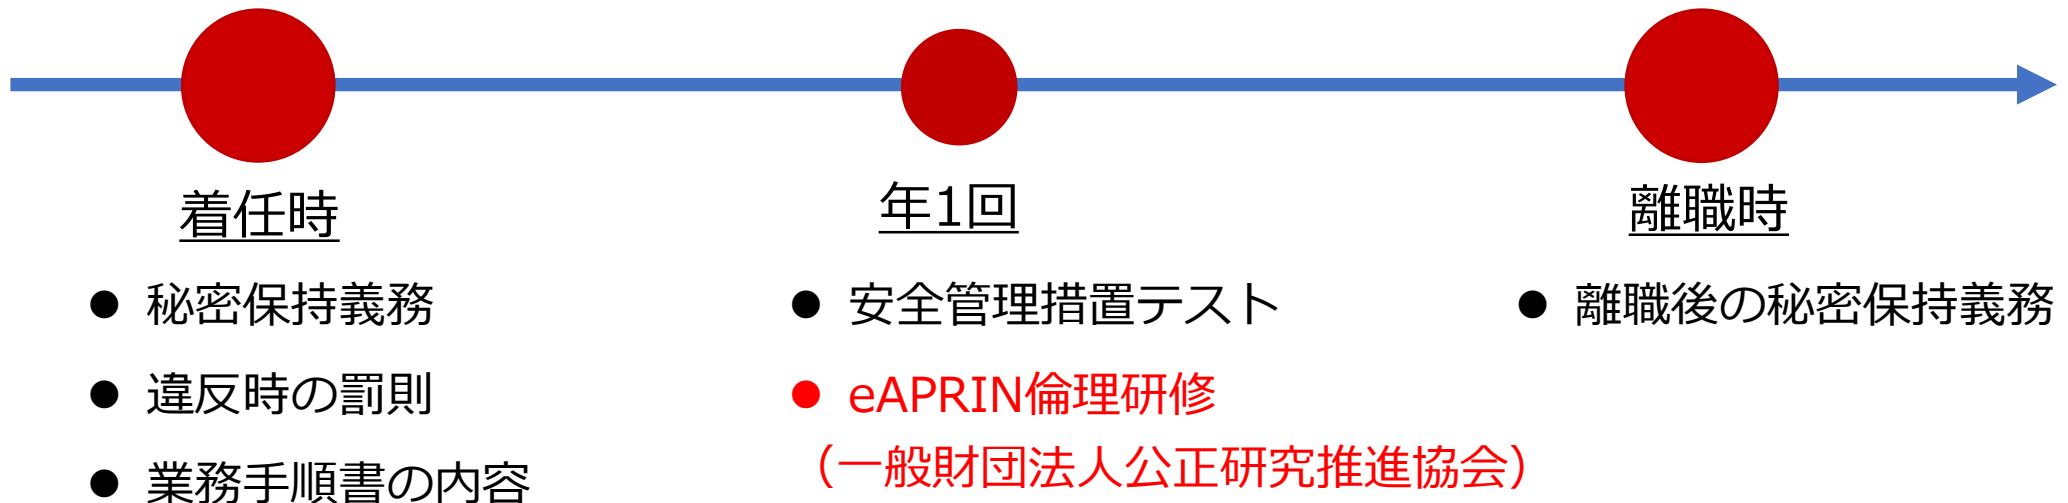 着任時
● 秘密保持義務
● 違反時の罰則
● 業務手順書の内容
年1回
● 安全管理措置テスト
● eAPRIN倫理研修
（一般財団法人公正研究推進協会）
離職時
● 離職後の秘密保持義務